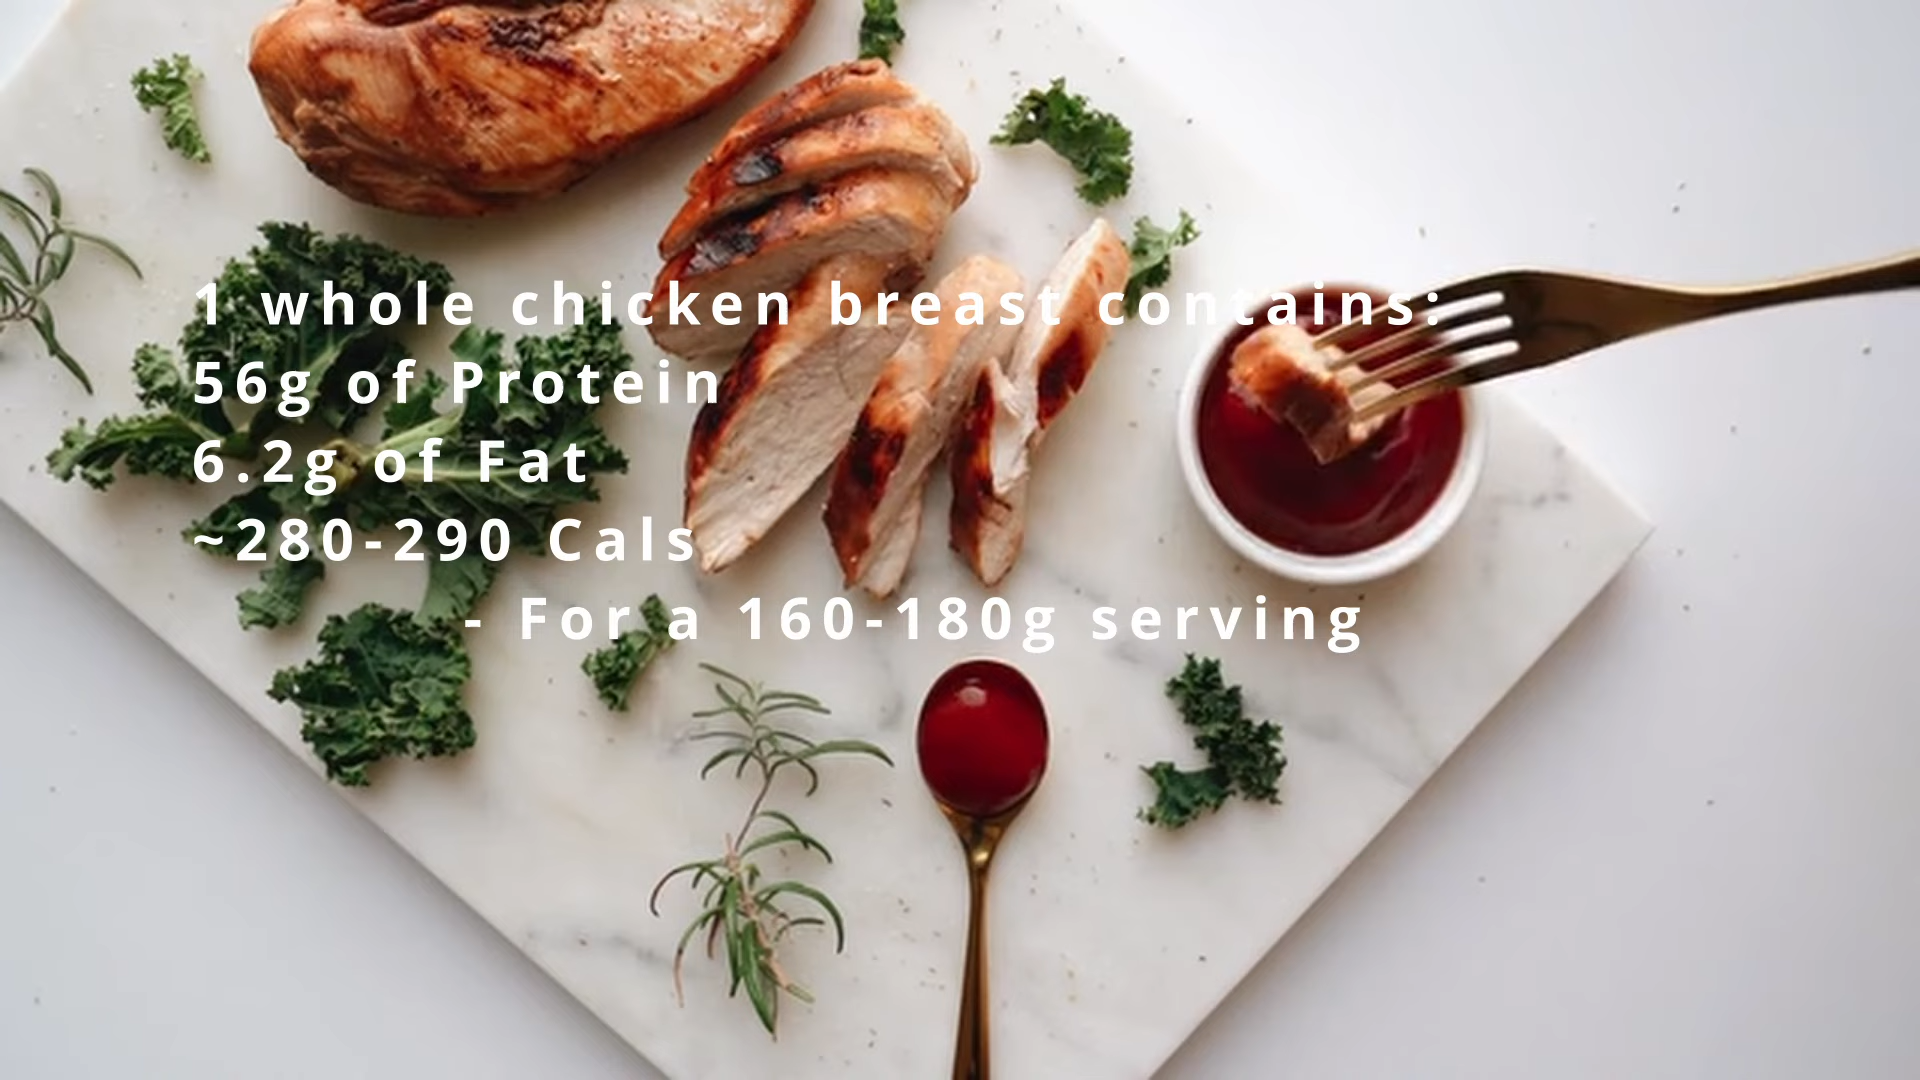 1 whole chicken breast contains:
56g of Protein
6.2g of Fat
~280-290 Cals
- For a 160-180g serving